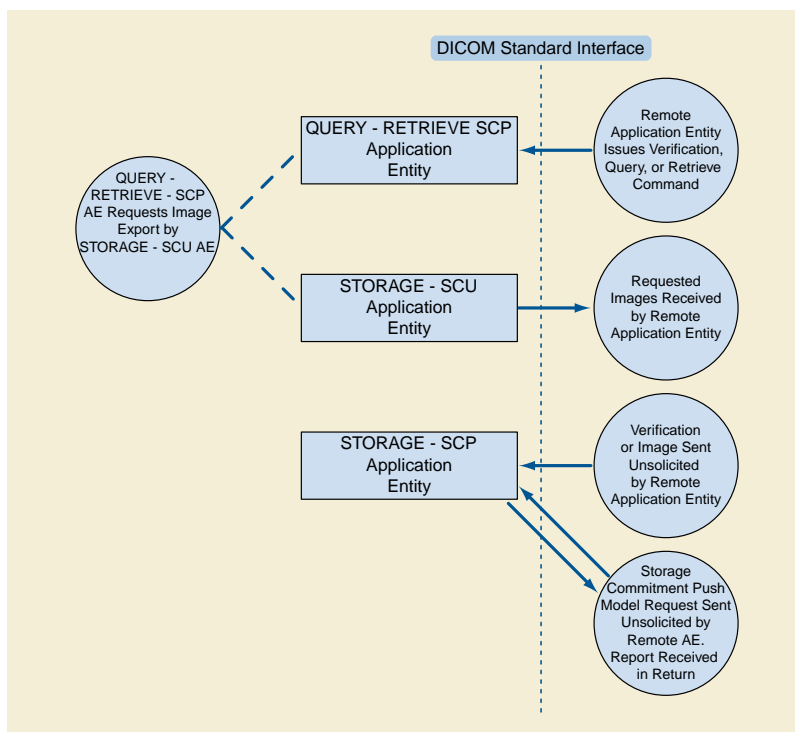 DICOM Standard Interface
QUERY - RETRIEVE SCP
Application
Entity
Remote
Application Entity
Issues Verification,
Query, or Retrieve
Command
QUERY -
RETRIEVE - SCP
AE Requests Image
Export by
STORAGE - SCU AE
STORAGE - SCU
Application
Entity
Requested
Images Received
by Remote
Application Entity
STORAGE - SCP
Application
Entity
Verification
or Image Sent
Unsolicited
by Remote
Application Entity
Storage
Commitment Push
Model Request Sent
Unsolicited by
Remote AE.
Report Received
in Return